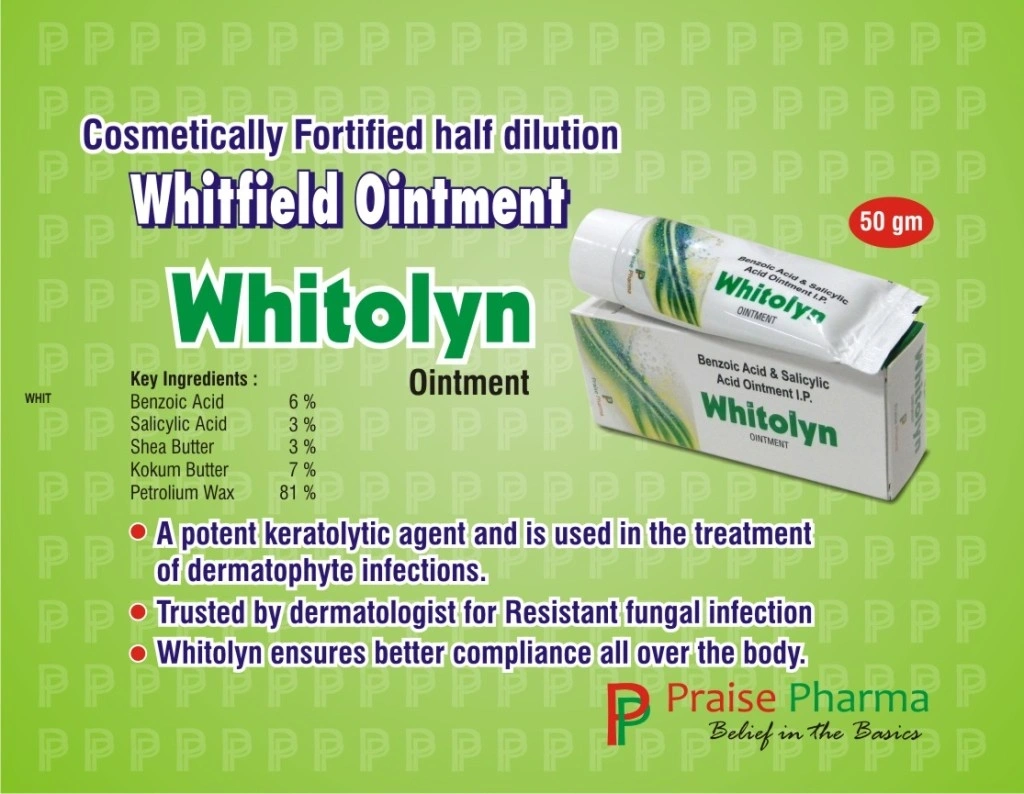 Cosmetically Fortified half dilution
Whitfield Ointment
50 gm
Benzoic Acid & Salicylic
Acid Ointment I.P.
Whitolyn
OINTMENT
Whitolyn
Ointment
Benzoic Acid & Salicylic
Acid Ointment I.P.
Whitolyn
OINTMENT
Whitolyn
WHIT
Key Ingredients :
Benzoic Acid 6 %
Salicylic Acid 3 %
Shea Butter 3 %
Kokum Butter 7 %
Petrolium Wax 81 %
A potent keratolytic agent and is used in the treatment
of dermatophyte infections.
Trusted by dermatologist for Resistant fungal infection
Whitolyn ensures better compliance all over the body.
Praise Pharma
Belief in the Basics